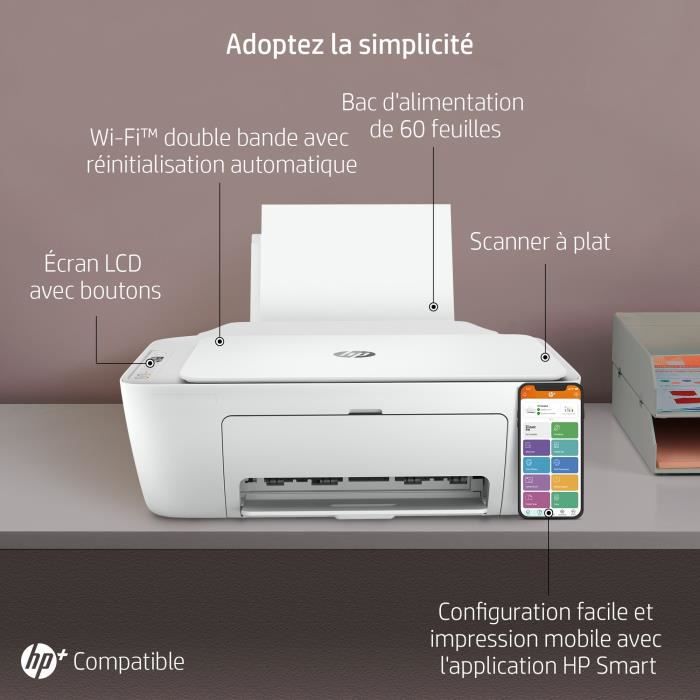 Adoptez la simplicité
Bac d'alimentation
de 60 feuilles
Wi-Fi™ double bande avec
réinitialisation automatique
Scanner à plat
Écran LCD
avec boutons
hp
Configuration facile et
impression mobile avec
l'application HP Smart
hp+ Compatible